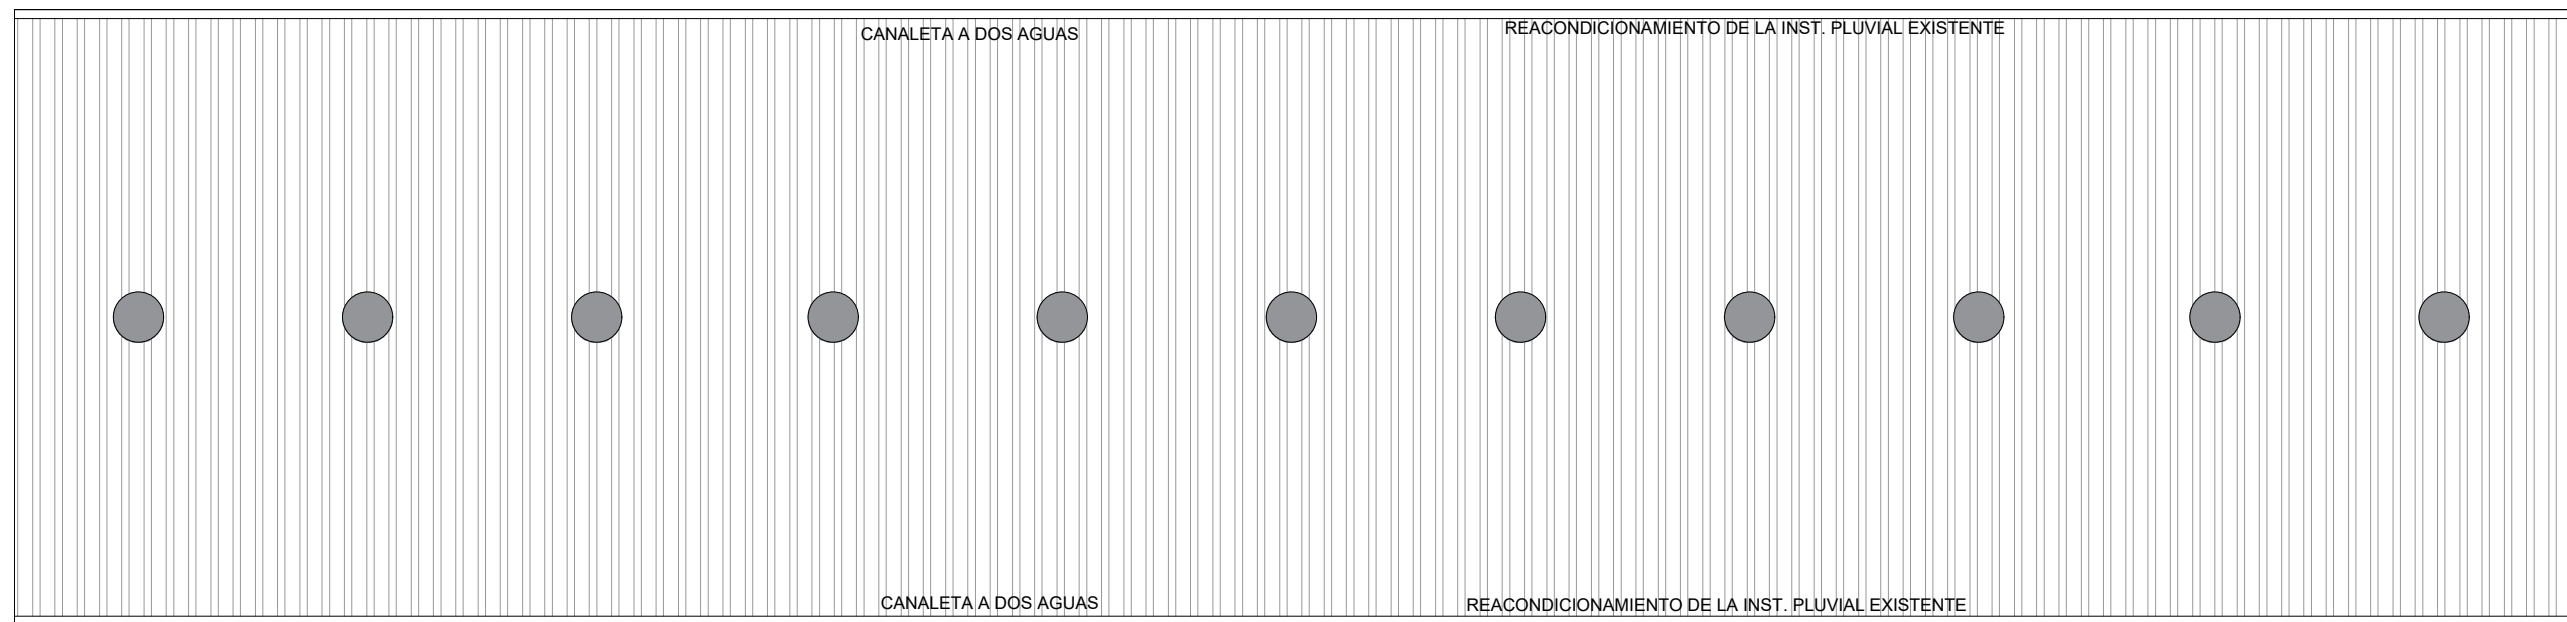 CANALETA A DOS AGUAS
REACONDICIONAMIENTO DE LA INST. PLUVIAL EXISTENTE
CANALETA A DOS AGUAS
REACONDICIONAMIENTO DE LA INST. PLUVIAL EXISTENTE